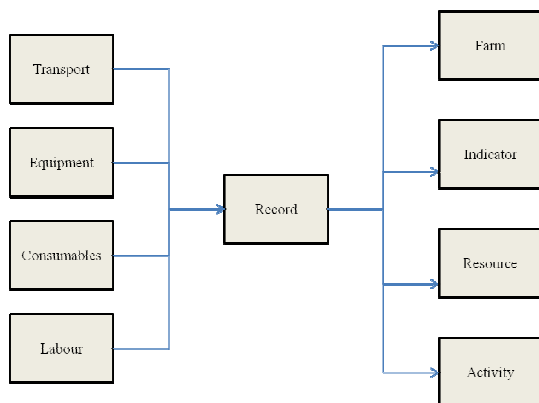 Transport
Equipment
Consumables
Labour
Record
Farm
Indicator
Resource
Activity